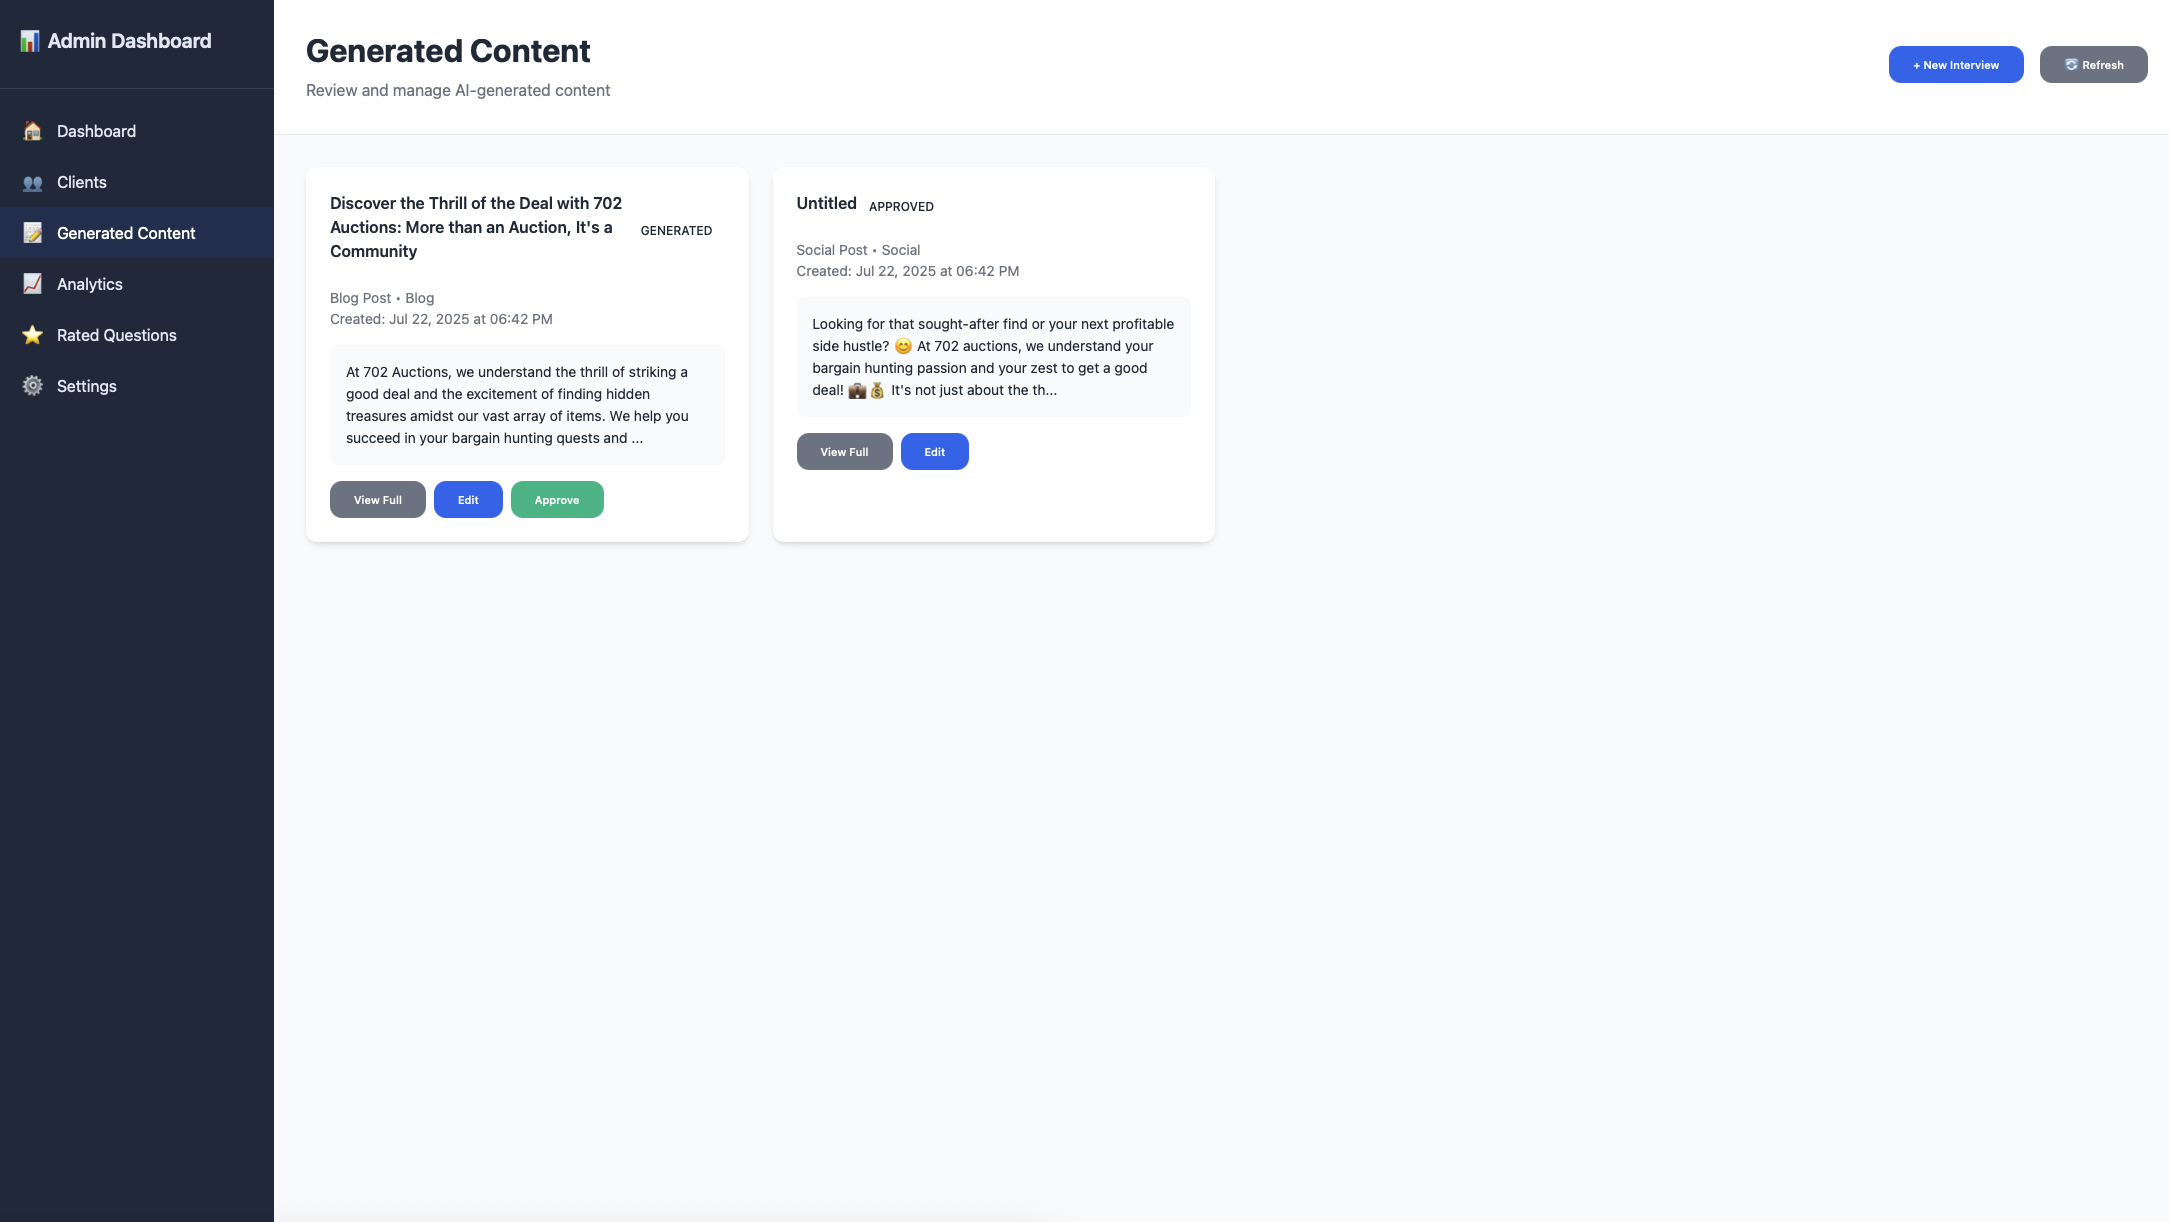 Admin Dashboard
Dashboard
Clients
Generated Content
Analytics
Rated Questions
Settings
Generated Content
Review and manage AI-generated content
+ New Interview
Refresh
Discover the Thrill of the Deal with 702
Auctions: More than an Auction, It's a
Community
GENERATED
Blog Post • Blog
Created: Jul 22, 2025 at 06:42 PM
At 702 Auctions, we understand the thrill of striking a
good deal and the excitement of finding hidden
treasures amidst our vast array of items. We help you
succeed in your bargain hunting quests and ...
View Full
Edit
Approve
Untitled
APPROVED
Social Post • Social
Created: Jul 22, 2025 at 06:42 PM
Looking for that sought-after find or your next profitable
side hustle? 😊 At 702 auctions, we understand your
bargain hunting passion and your zest to get a good
deal! 💼💰 It's not just about the th...
View Full
Edit